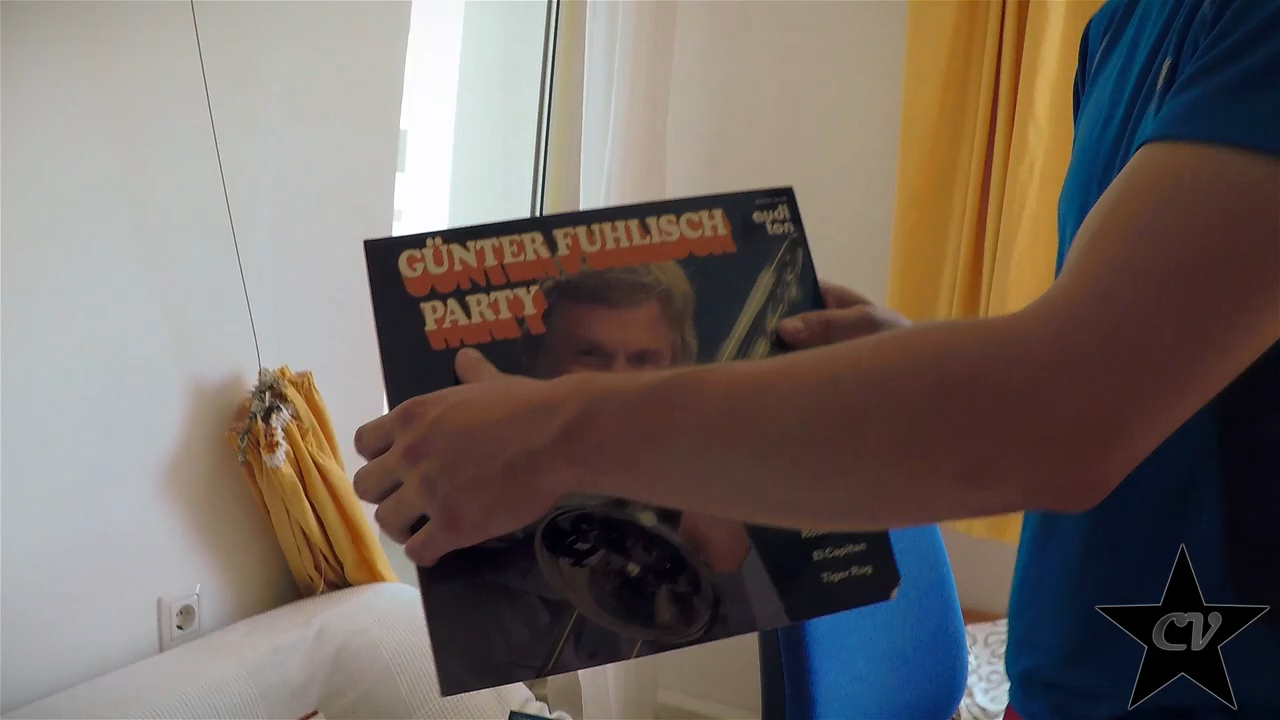 GÜNTER FUHLISCH
PARTY
audi
ton
El Capitan
Tiger Rag
CV